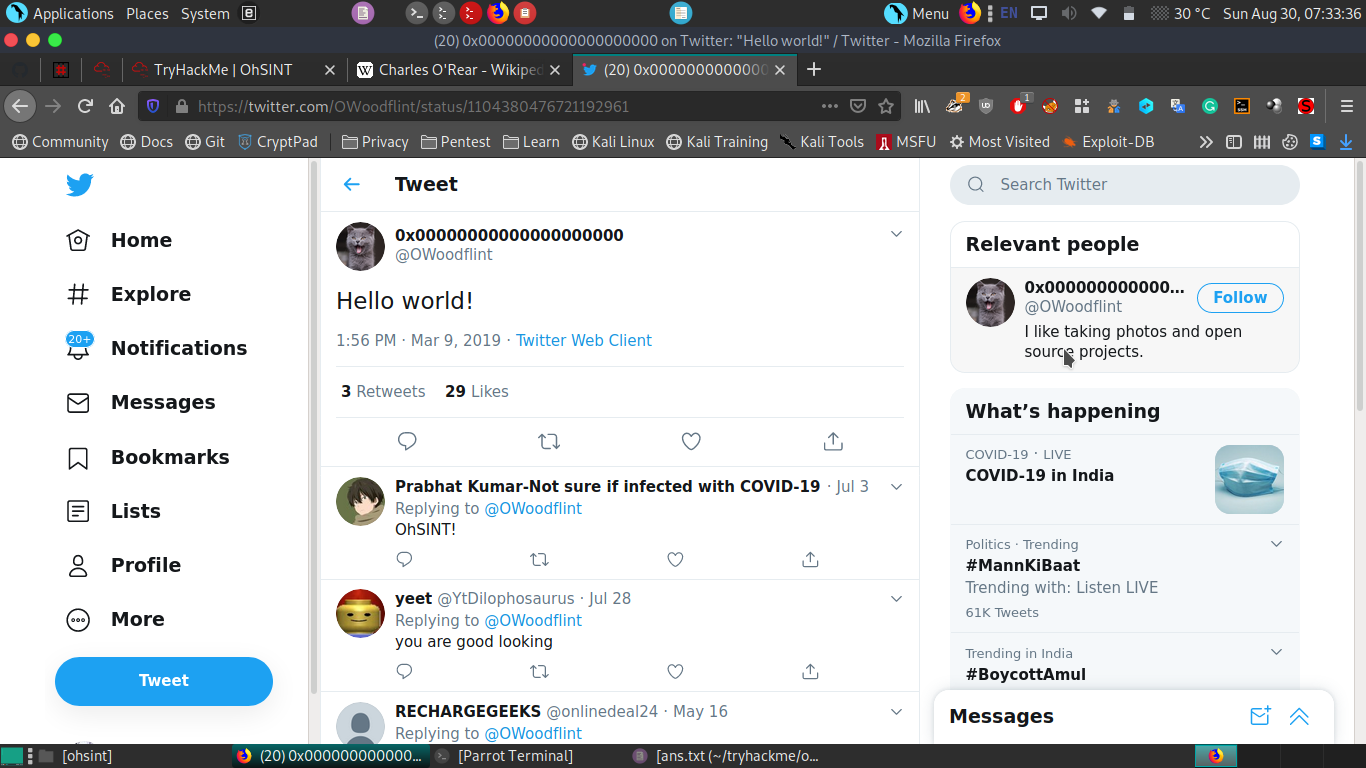 Applications Places System
Menu EN 30 °C Sun Aug 30, 07:33:36
(20) 0x00000000000000000000 on Twitter: "Hello world!" / Twitter - Mozilla Firefox
TryHackMe | OhSINT
Charles O'Rear - Wikiped
(20) 0x0000000000000
https://twitter.com/OWoodflint/status/1104380476721192961
2
1
Community Docs Git CryptPad Privacy Pentest Learn Kali Linux Kali Training Kali Tools MSFU Most Visited Exploit-DB
Home
Explore
20+
Notifications
Messages
Bookmarks
Lists
Profile
More
Tweet
Tweet
0x00000000000000000000
@OWoodflint
Hello world!
1:56 PM · Mar 9, 2019 · Twitter Web Client
3 Retweets 29 Likes
Prabhat Kumar-Not sure if infected with COVID-19 · Jul 3
Replying to @OWoodflint
OhSINT!
yeet @YtDilophosaurus · Jul 28
Replying to @OWoodflint
you are good looking
RECHARGEGEEKS @onlinedeal24 · May 16
Replying to @OWoodflint
Search Twitter
Relevant people
0x000000000000...
@OWoodflint
Follow
I like taking photos and open
source projects.
What's happening
COVID-19 · LIVE
COVID-19 in India
Politics · Trending
#MannKiBaat
Trending with: Listen LIVE
61K Tweets
Trending in India
#BoycottAmul
Messages
[ohsint]
(20) 0x000000000000...
[Parrot Terminal]
[ans.txt (~/tryhackme/o...